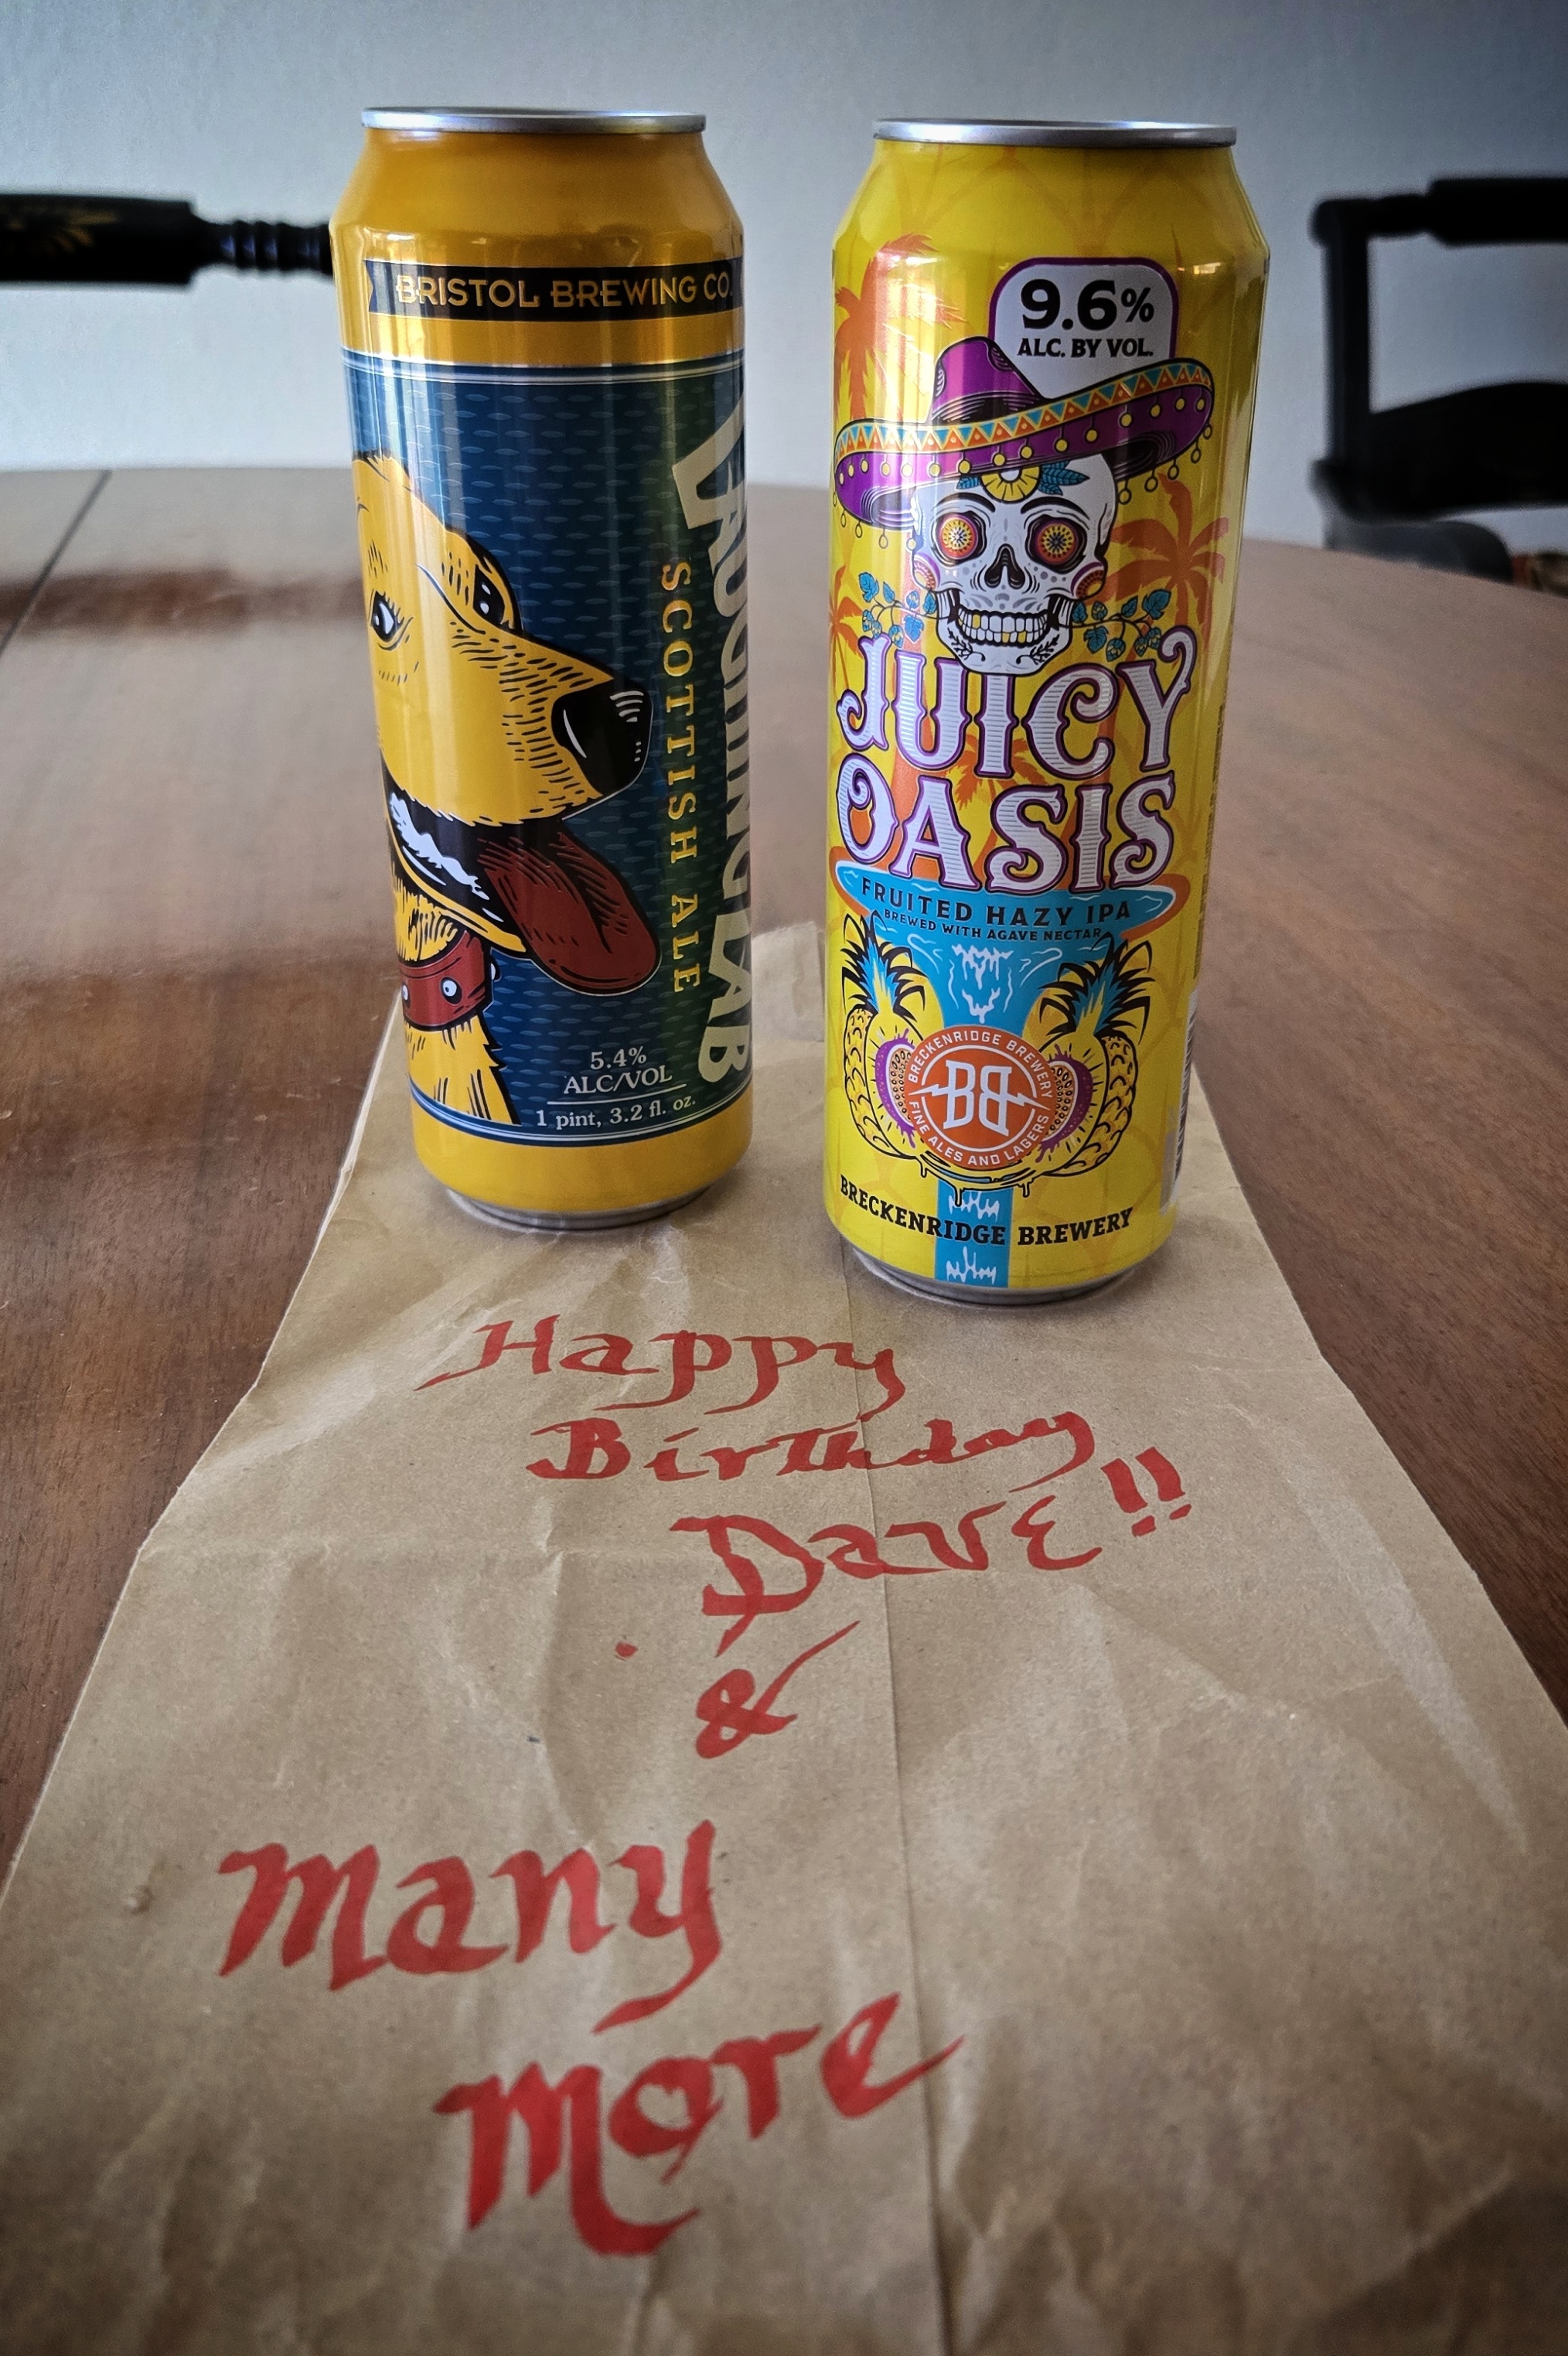 BRISTOL BREWING CO.
LAUGHING LAB
SCOTTISH ALE
5.4%
ALC/VOL
1 pint, 3.2 fl. oz.
9.6%
ALC. BY VOL.
JUICY
OASIS
FRUITED HAZY IPA
BREWED WITH AGAVE NECTAR
BRECKENRIDGE BREWERY
BB
FINE ALES AND LAGERS
BRECKENRIDGE BREWERY
Happy
Birthday
Dave!!
&
many
more